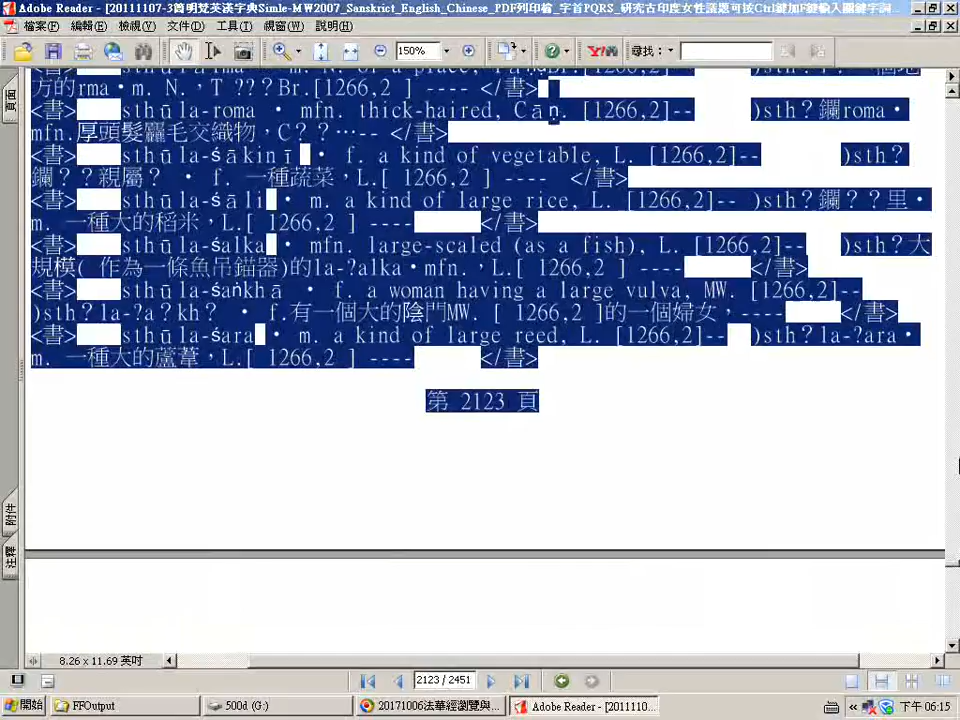 Adobe Reader - [20111107-3簡明梵英漢字典Simle-MW2007_Sanskrict_English_Chinese_PDF列印檔_字首PQRS_研究古印度女性議題可按Ctrl鍵加F鍵輸入關鍵字詞...
檔案(F) 編輯(E) 檢視(V) 文件(D) 工具(T) 視窗(W) 說明(H)
150% 尋找：
頁面
方的rma‧m. N.，T ??？Br.[1266,2 ] ---- </書>
<書> sthūla-roma ‧ mfn. thick-haired, Cāṇ. [1266,2]-- )sth？鑭roma‧
mfn.厚頭髮靐毛交織物，C？？…-- </書>
<書> sthūla-śākinī ‧ f. a kind of vegetable, L. [1266,2]-- )sth？
鑭？？親屬？ ‧ f. 一種蔬菜，L.[ 1266,2 ] ---- </書>
<書> sthūla-śāli ‧ m. a kind of large rice, L. [1266,2]-- )sth？鑭？？里‧
m. 一種大的稻米，L.[ 1266,2 ] ---- </書>
<書> sthūla-śalka ‧ mfn. large-scaled (as a fish), L. [1266,2]-- )sth？大
規模( 作為一條魚吊錨器)的la-?alka‧mfn.，L.[ 1266,2 ] ---- </書>
<書> sthūla-śaṅkhā ‧ f. a woman having a large vulva, MW. [1266,2]--
)sth？la-?a？kh？ ‧ f.有一個大的陰門MW. [ 1266,2 ]的一個婦女，---- </書>
<書> sthūla-śara ‧ m. a kind of large reed, L. [1266,2]-- )sth？la-?ara‧
m. 一種大的蘆葦，L.[ 1266,2 ] ---- </書>
第 2123 頁
附件
注釋
8.26 x 11.69 英吋
2123 / 2451
開始 FFOutput 500d (G:) 20171006法華經瀏覽與... Adobe Reader - [2011110... 下午 06:15